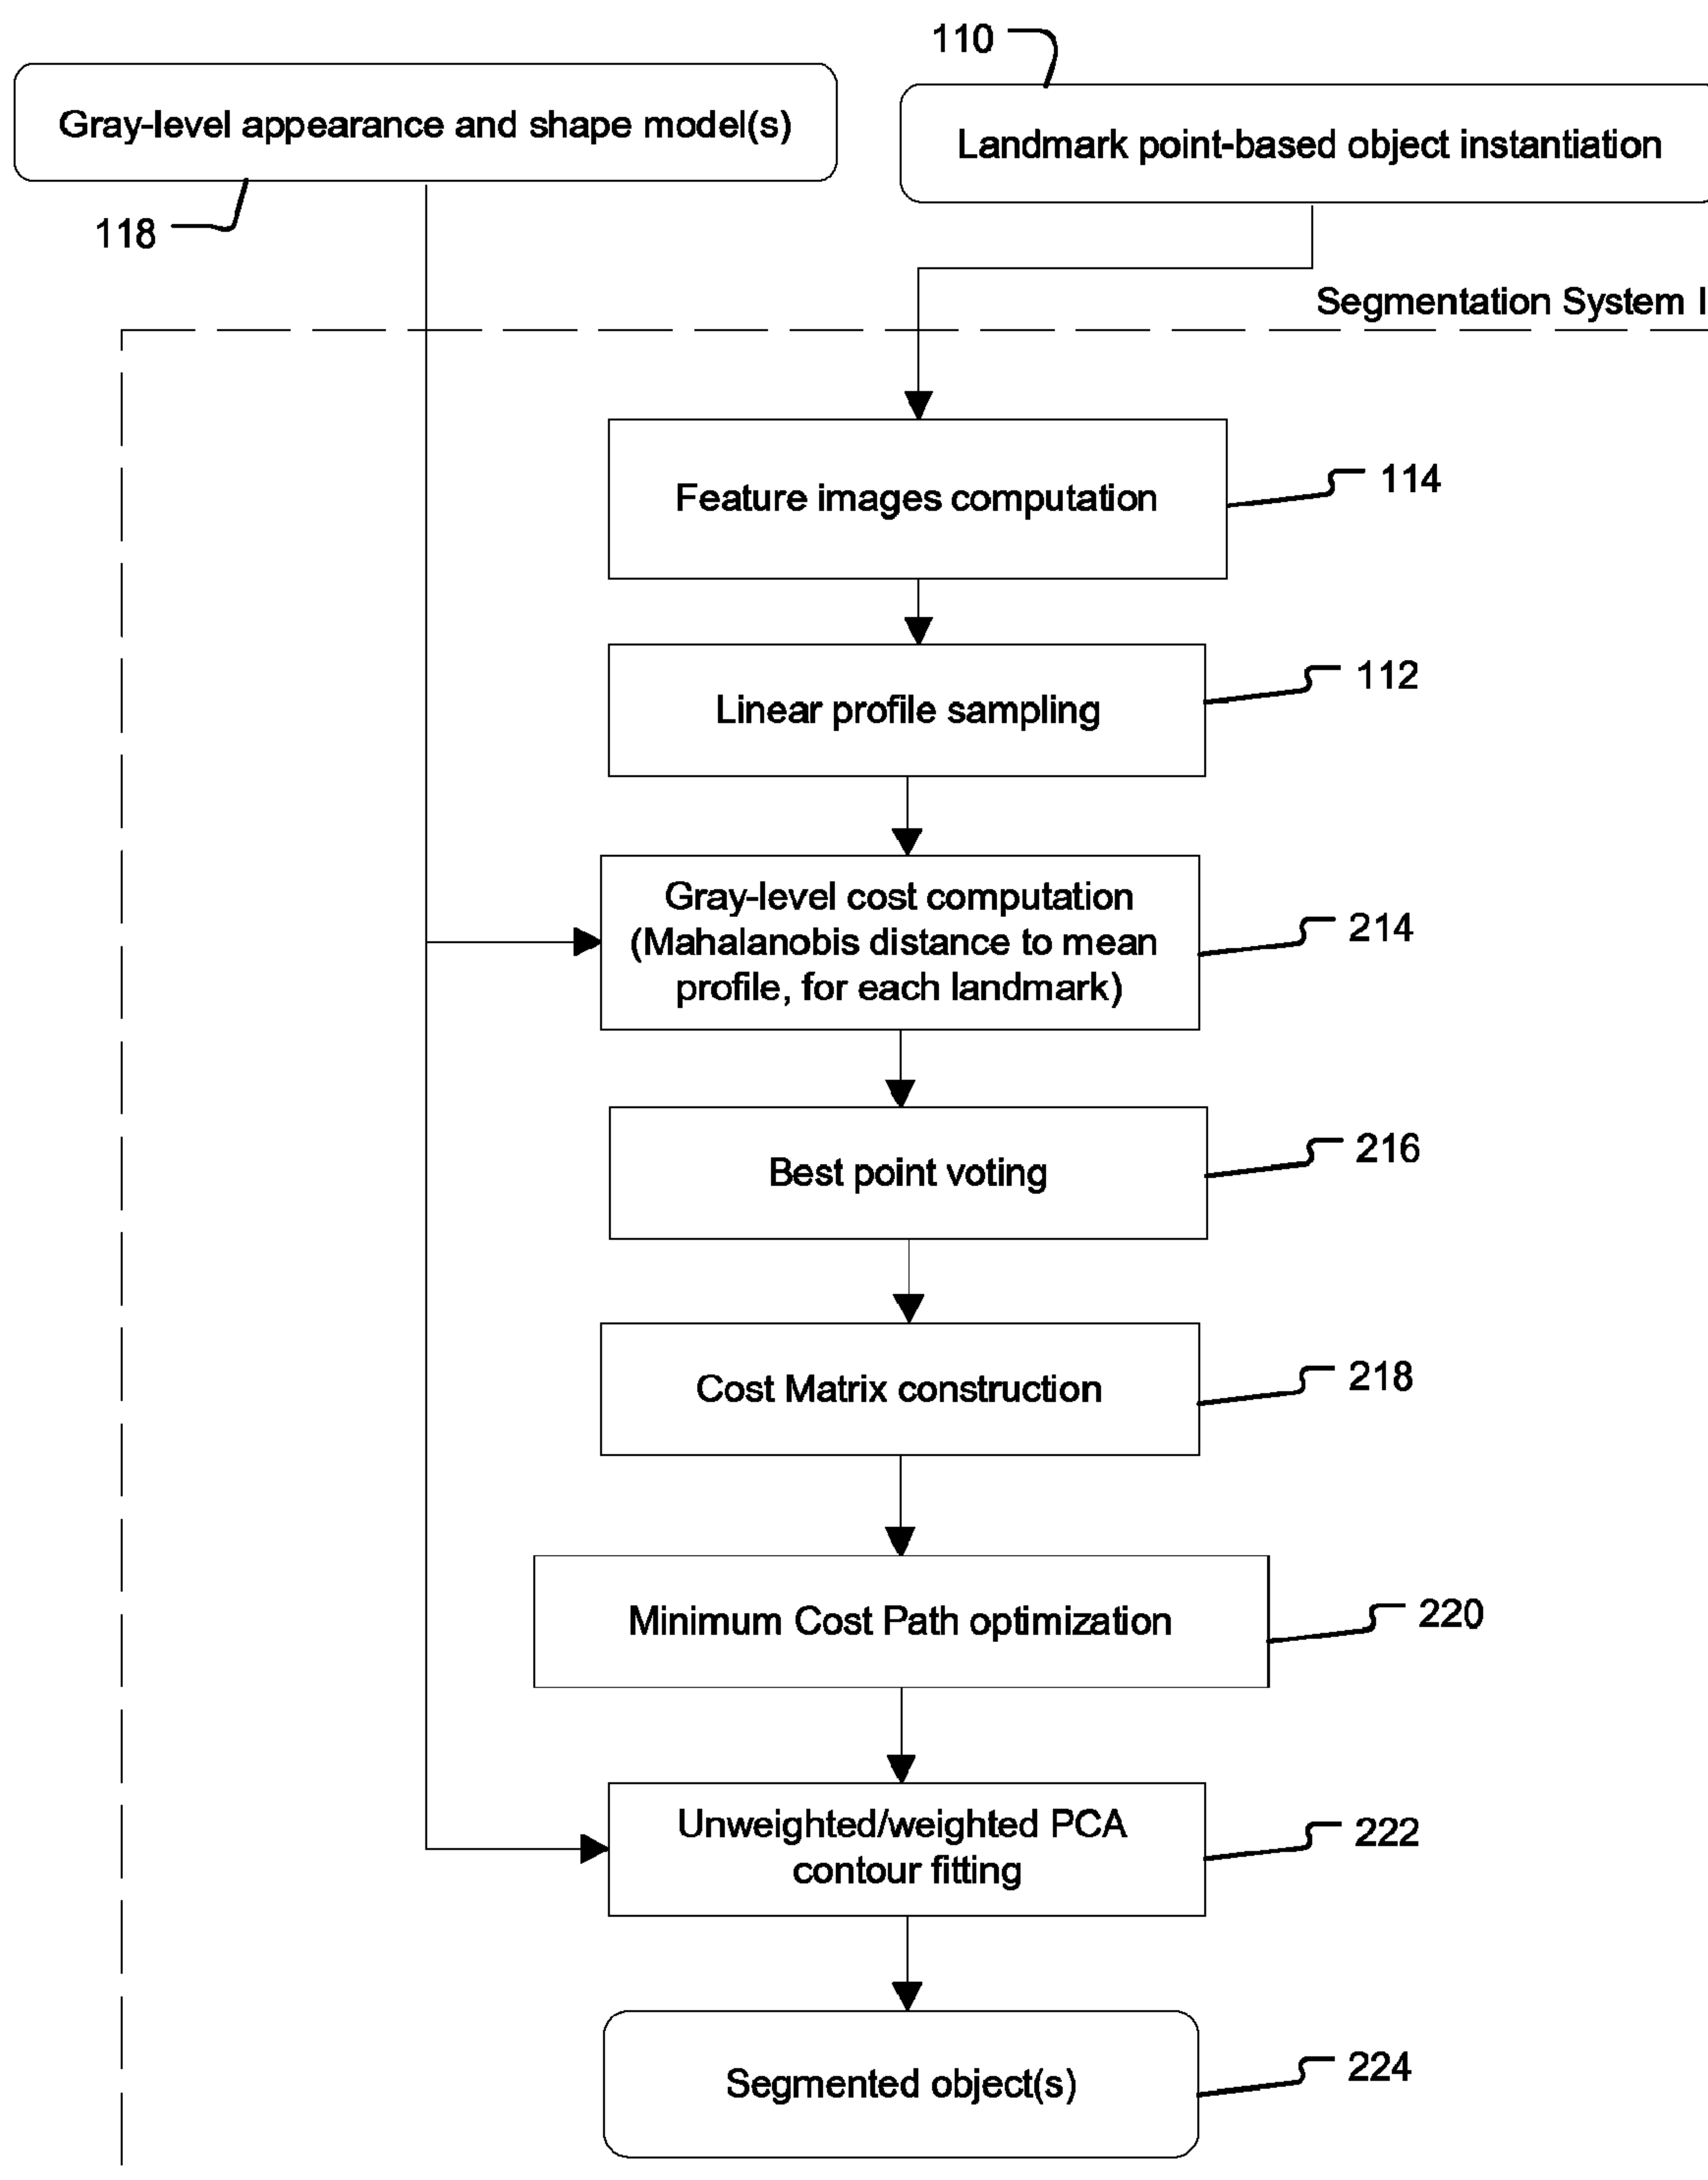 110
Gray-level appearance and shape model(s)
Landmark point-based object instantiation
118
Segmentation System I
Feature images computation
114
Linear profile sampling
112
Gray-level cost computation
(Mahalanobis distance to mean
profile, for each landmark)
214
Best point voting
216
Cost Matrix construction
218
Minimum Cost Path optimization
220
Unweighted/weighted PCA
contour fitting
222
Segmented object(s)
224